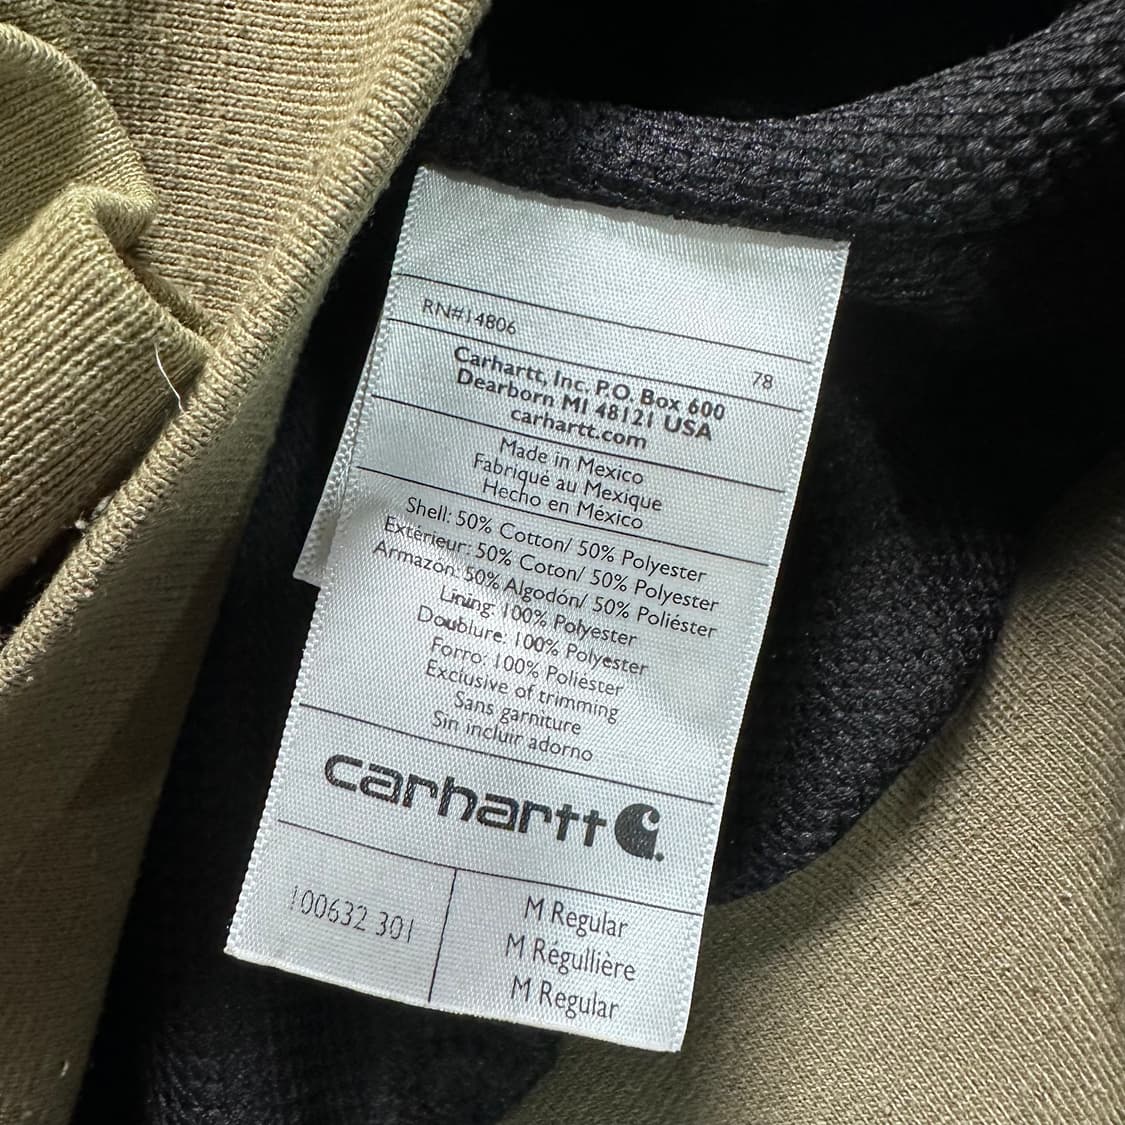 RN#14806
78
Carhartt, Inc. P.O. Box 600
Dearborn MI 48121 USA
carhartt.com
Made in Mexico
Fabriqué au Mexique
Hecho en México
Shell: 50% Cotton/ 50% Polyester
Extérieur: 50% Coton/ 50% Polyester
Armazón: 50% Algodón/ 50% Poliéster
Lining: 100% Polyester
Doublure: 100% Polyester
Forro: 100% Poliéster
Exclusive of trimming
Sans garniture
Sin incluir adorno
carhartt
100632 301
M Regular
M Régullière
M Regular